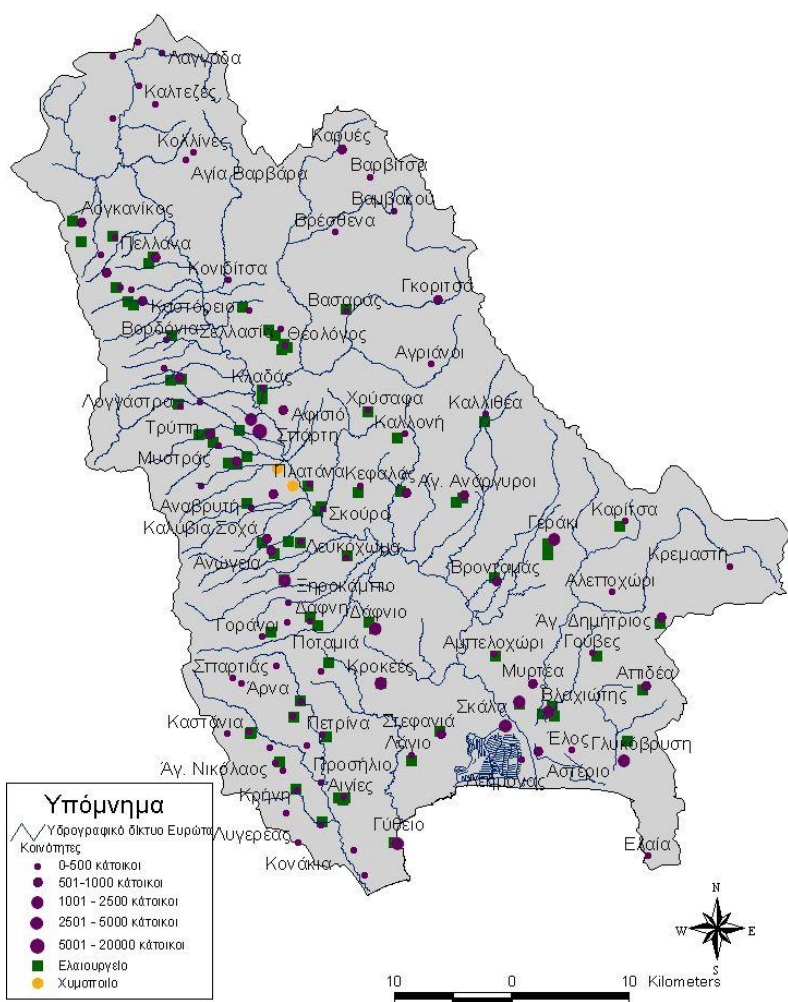 Λαγγάδα
Καλτεζές
Κολλίνες
Καρυές
Αγία Βαρβάρα
Βαρβίτσα
Βαμβακού
Λογκανίκος
Βρέσθενα
Πελλάνα
Κονιδίτσα
Γκοριτσά
Καστόρειο
Βασαράς
Βορδόνια
Σελλασία
Θεολόγος
Αγριάνοι
Κλαδάς
Λογγάστρα
Χρύσαφα
Καλλιθέα
Αφισιό
Καλλονή
Τρύπη
Σπάρτη
Μυστράς
Πλατάνα
Κεφαλάς
Αγ. Ανάργυροι
Αναβρυτή
Σκούρα
Καρίτσα
Καλύβια Σοχά
Γεράκι
Λευκόχωμα
Κρεμαστή
Ανώγεια
Βρονταμάς
Αλεποχώρι
Ξηροκάμπιο
Δάφνη
Δάφνιο
Γοράνοι
Άγ. Δημήτριος
Ποταμιά
Αμπελοχώρι
Γούβες
Σπαρτιάς
Κροκεές
Μυρτέα
Απιδέα
Άρνα
Σκάλα
Βλαχιώτης
Καστάνια
Πετρίνα
Στεφανιά
Λάγιο
Έλος
Γλυκόβρυση
Άγ. Νικόλαος
Προσήλιο
Αστέριο
Κρήνη
Αιγίες
Λυγερέας
Γύθειο
Κονάκια
Ελαία
Υπόμνημα
Υδρογραφικό δίκτυο Ευρώτα
Κοινότητες
0-500 κάτοικοι
501-1000 κάτοικοι
1001 - 2500 κάτοικοι
2501 - 5000 κάτοικοι
5001 - 20000 κάτοικοι
Ελαιουργείο
Χυμοποιίο
N
W E
S
10 0 10 Kilometers